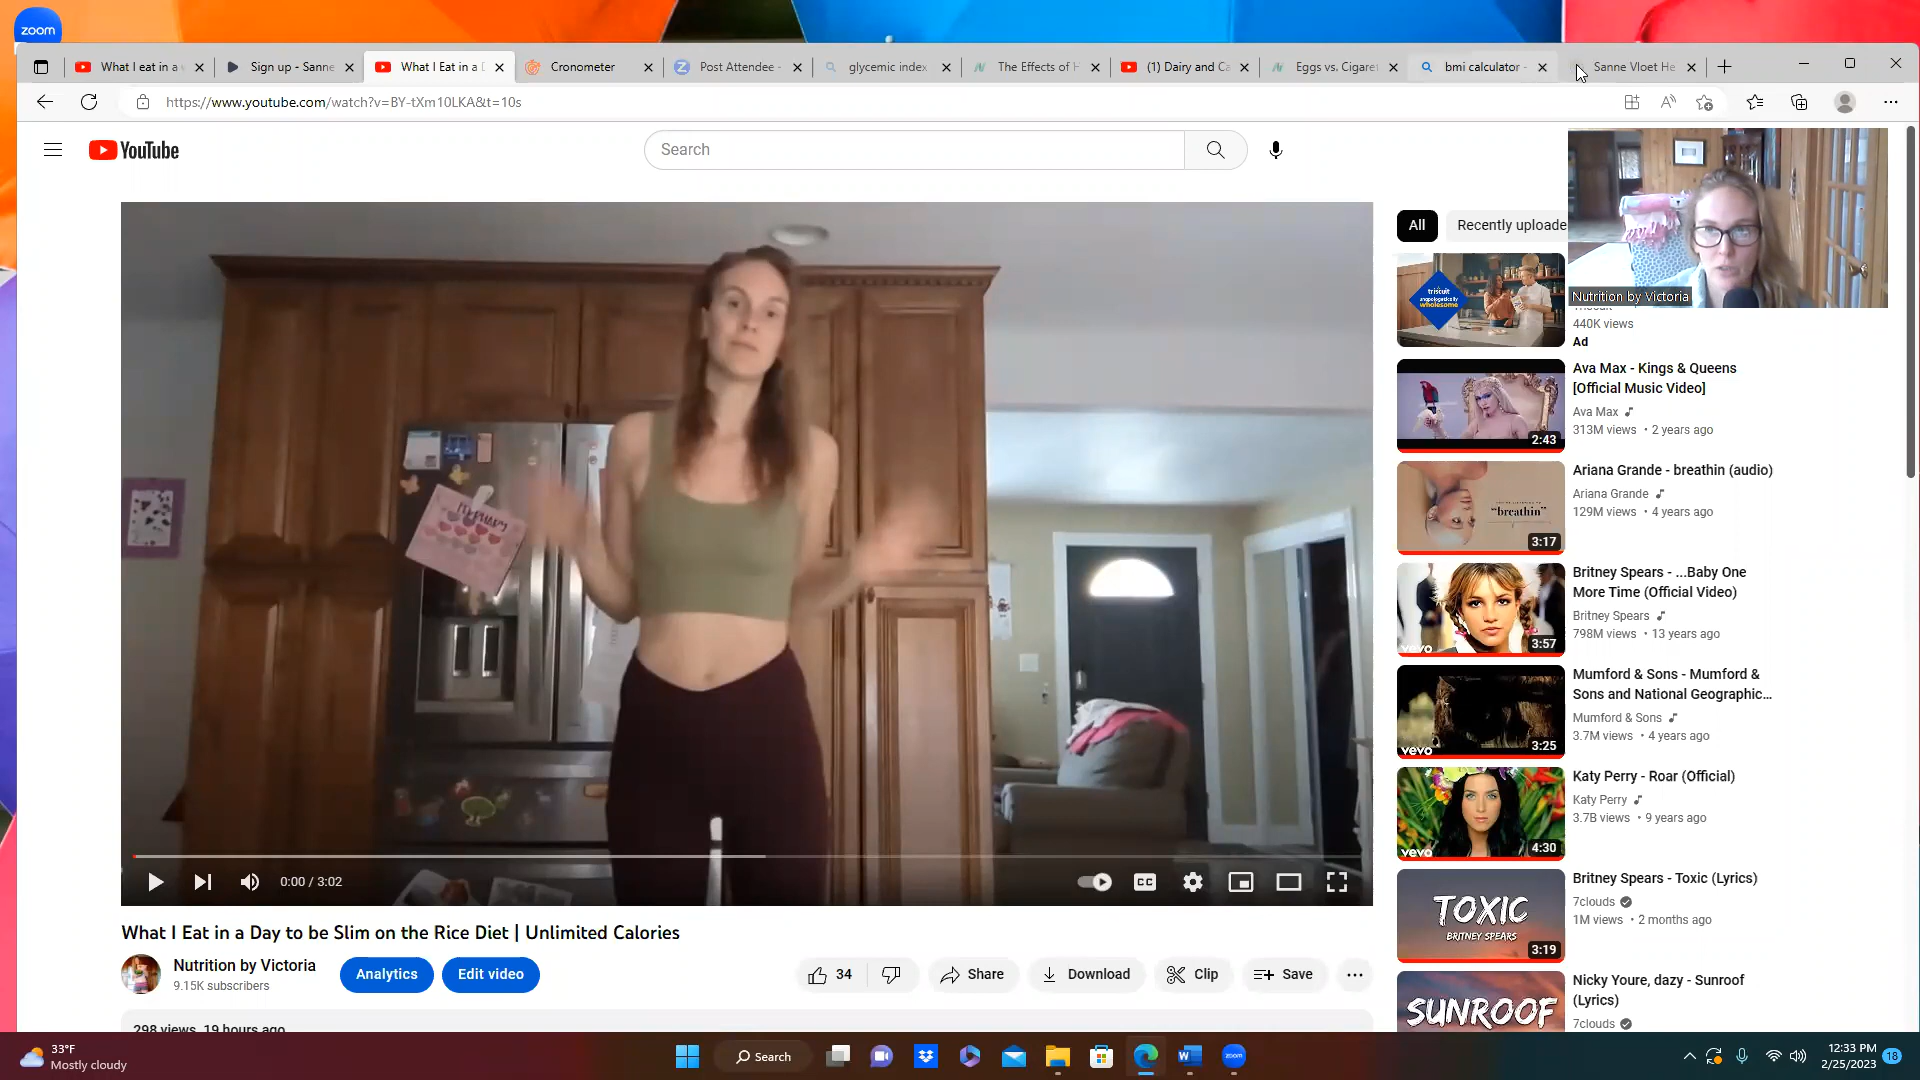 zoom
What I eat in a
Sign up - Sanne
What I Eat in a D
Cronometer
Post Attendee -
glycemic index
The Effects of H
(1) Dairy and Ca
Eggs vs. Cigaret
bmi calculator -
Sanne Vloet He
https://www.youtube.com/watch?v=BY-tXm10LKA&t=10s
YouTube
Search
All
Recently uploade
Nutrition by Victoria
triscuit
unapologetically
wholesome
440K views
Ad
Ava Max - Kings & Queens
[Official Music Video]
Ava Max
313M views • 2 years ago
2:43
Ariana Grande - breathin (audio)
Ariana Grande
129M views • 4 years ago
"breathin"
3:17
Britney Spears - ...Baby One
More Time (Official Video)
Britney Spears
798M views • 13 years ago
vevo
3:57
Mumford & Sons - Mumford &
Sons and National Geographic...
Mumford & Sons
3.7M views • 4 years ago
vevo
3:25
Katy Perry - Roar (Official)
Katy Perry
3.7B views • 9 years ago
vevo
4:30
Britney Spears - Toxic (Lyrics)
7clouds
1M views • 2 months ago
TOXIC
BRITNEY SPEARS
3:19
Nicky Youre, dazy - Sunroof
(Lyrics)
7clouds
SUNROOF
FEBRUARY
0:00 / 3:02
CC
What I Eat in a Day to be Slim on the Rice Diet | Unlimited Calories
Nutrition by Victoria
9.15K subscribers
Analytics
Edit video
34
Share
Download
Clip
Save
298 views 19 hours ago
33°F
Mostly cloudy
Search
zoom
12:33 PM
2/25/2023
18